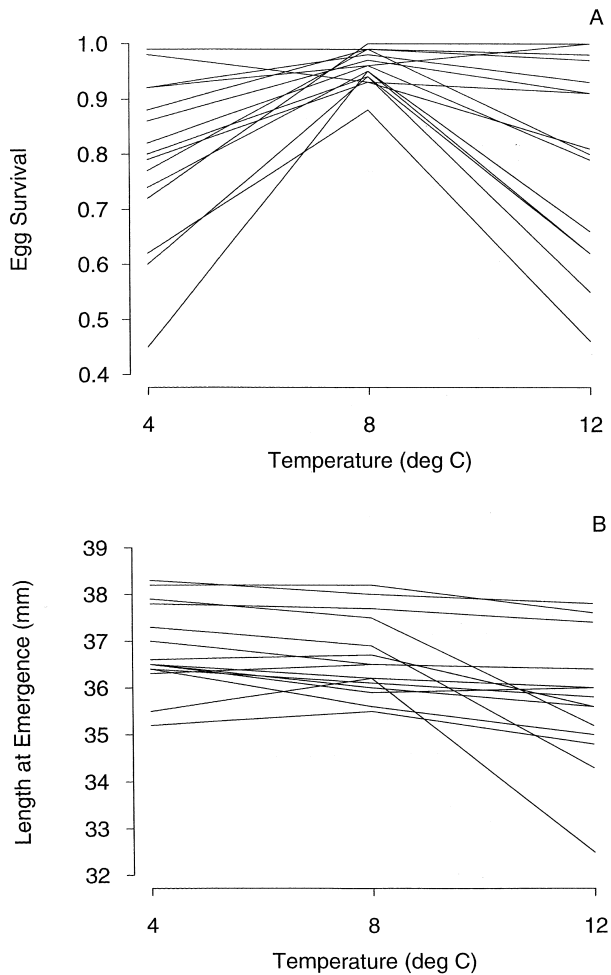 A
1.0
0.9
0.8
0.7
0.6
0.5
0.4
Egg Survival
4 8 12
Temperature (deg C)
B
39
38
37
36
35
34
33
32
Length at Emergence (mm)
4 8 12
Temperature (deg C)